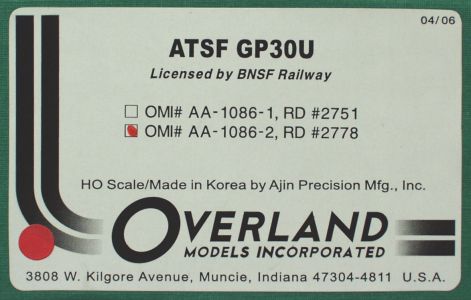 04/06
ATSF GP30U
Licensed by BNSF Railway
OMI# AA-1086-1, RD #2751
OMI# AA-1086-2, RD #2778
HO Scale/Made in Korea by Ajin Precision Mfg., Inc.
OVERLAND
MODELS INCORPORATED
3808 W. Kilgore Avenue, Muncie, Indiana 47304-4811 U.S.A.